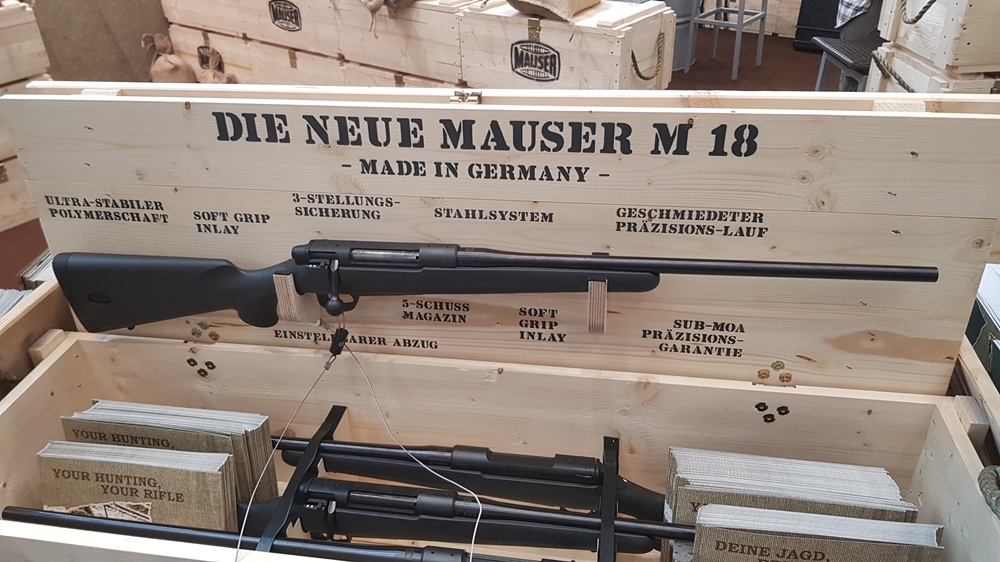 MAUSER
MAUSER
DIE NEUE MAUSER M 18
– MADE IN GERMANY –
ULTRA-STABILER
POLYMERSCHAFT
SOFT GRIP
INLAY
3-STELLUNGS-
SICHERUNG
STAHLSYSTEM
GESCHMIEDETER
PRÄZISIONS-LAUF
5-SCHUSS
MAGAZIN
SOFT
GRIP
INLAY
SUB-MOA
PRÄZISIONS-
GARANTIE
ABZUG
YOUR HUNTING,
YOUR HUNTING,
YOUR RIFLE
DEINE JAGD,